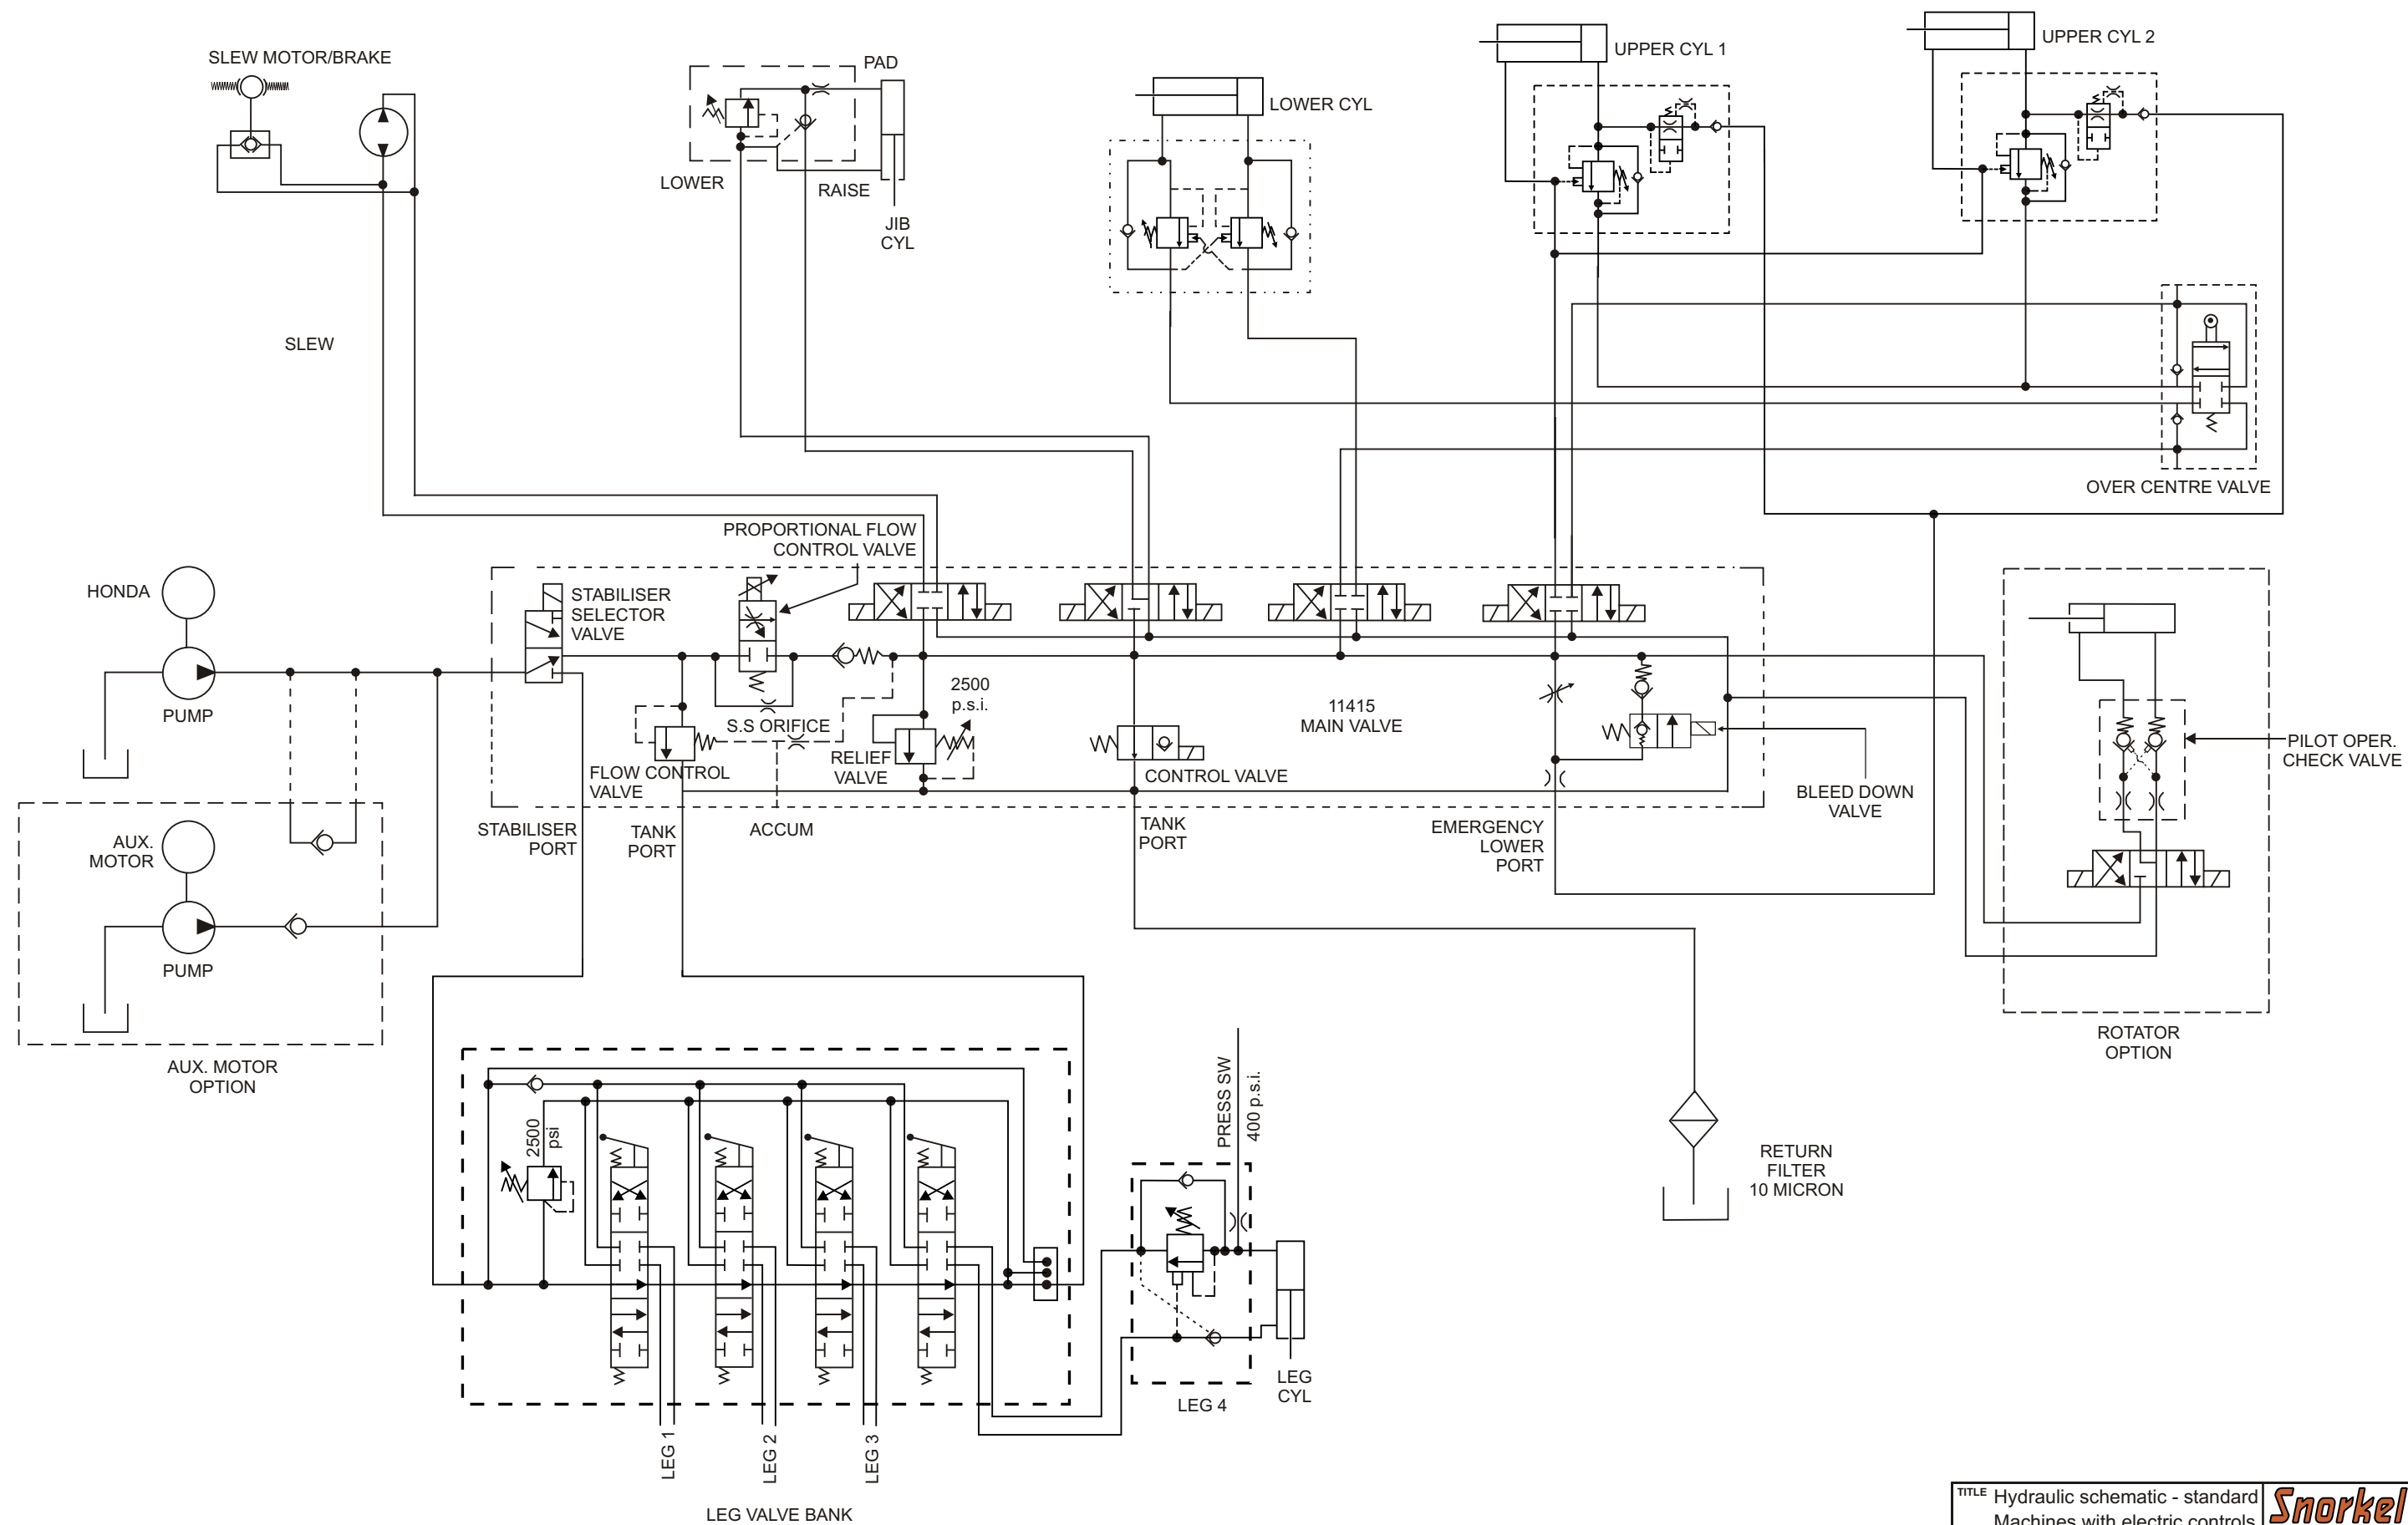 SLEW MOTOR/BRAKE
PAD
LOWER
RAISE
JIB
CYL
LOWER CYL
UPPER CYL 1
UPPER CYL 2
SLEW
OVER CENTRE VALVE
PROPORTIONAL FLOW
CONTROL VALVE
HONDA
PUMP
STABILISER
SELECTOR
VALVE
S.S ORIFICE
2500
p.s.i.
RELIEF
VALVE
FLOW CONTROL
VALVE
CONTROL VALVE
11415
MAIN VALVE
BLEED DOWN
VALVE
PILOT OPER.
CHECK VALVE
STABILISER
PORT
TANK
PORT
ACCUM
TANK
PORT
EMERGENCY
LOWER
PORT
AUX.
MOTOR
PUMP
AUX. MOTOR
OPTION
ROTATOR
OPTION
2500
psi
PRESS SW
400 p.s.i.
RETURN
FILTER
10 MICRON
LEG 4
LEG
CYL
LEG 1
LEG 2
LEG 3
LEG VALVE BANK
TITLE Hydraulic schematic - standard
Machines with electric controls
Snorkel